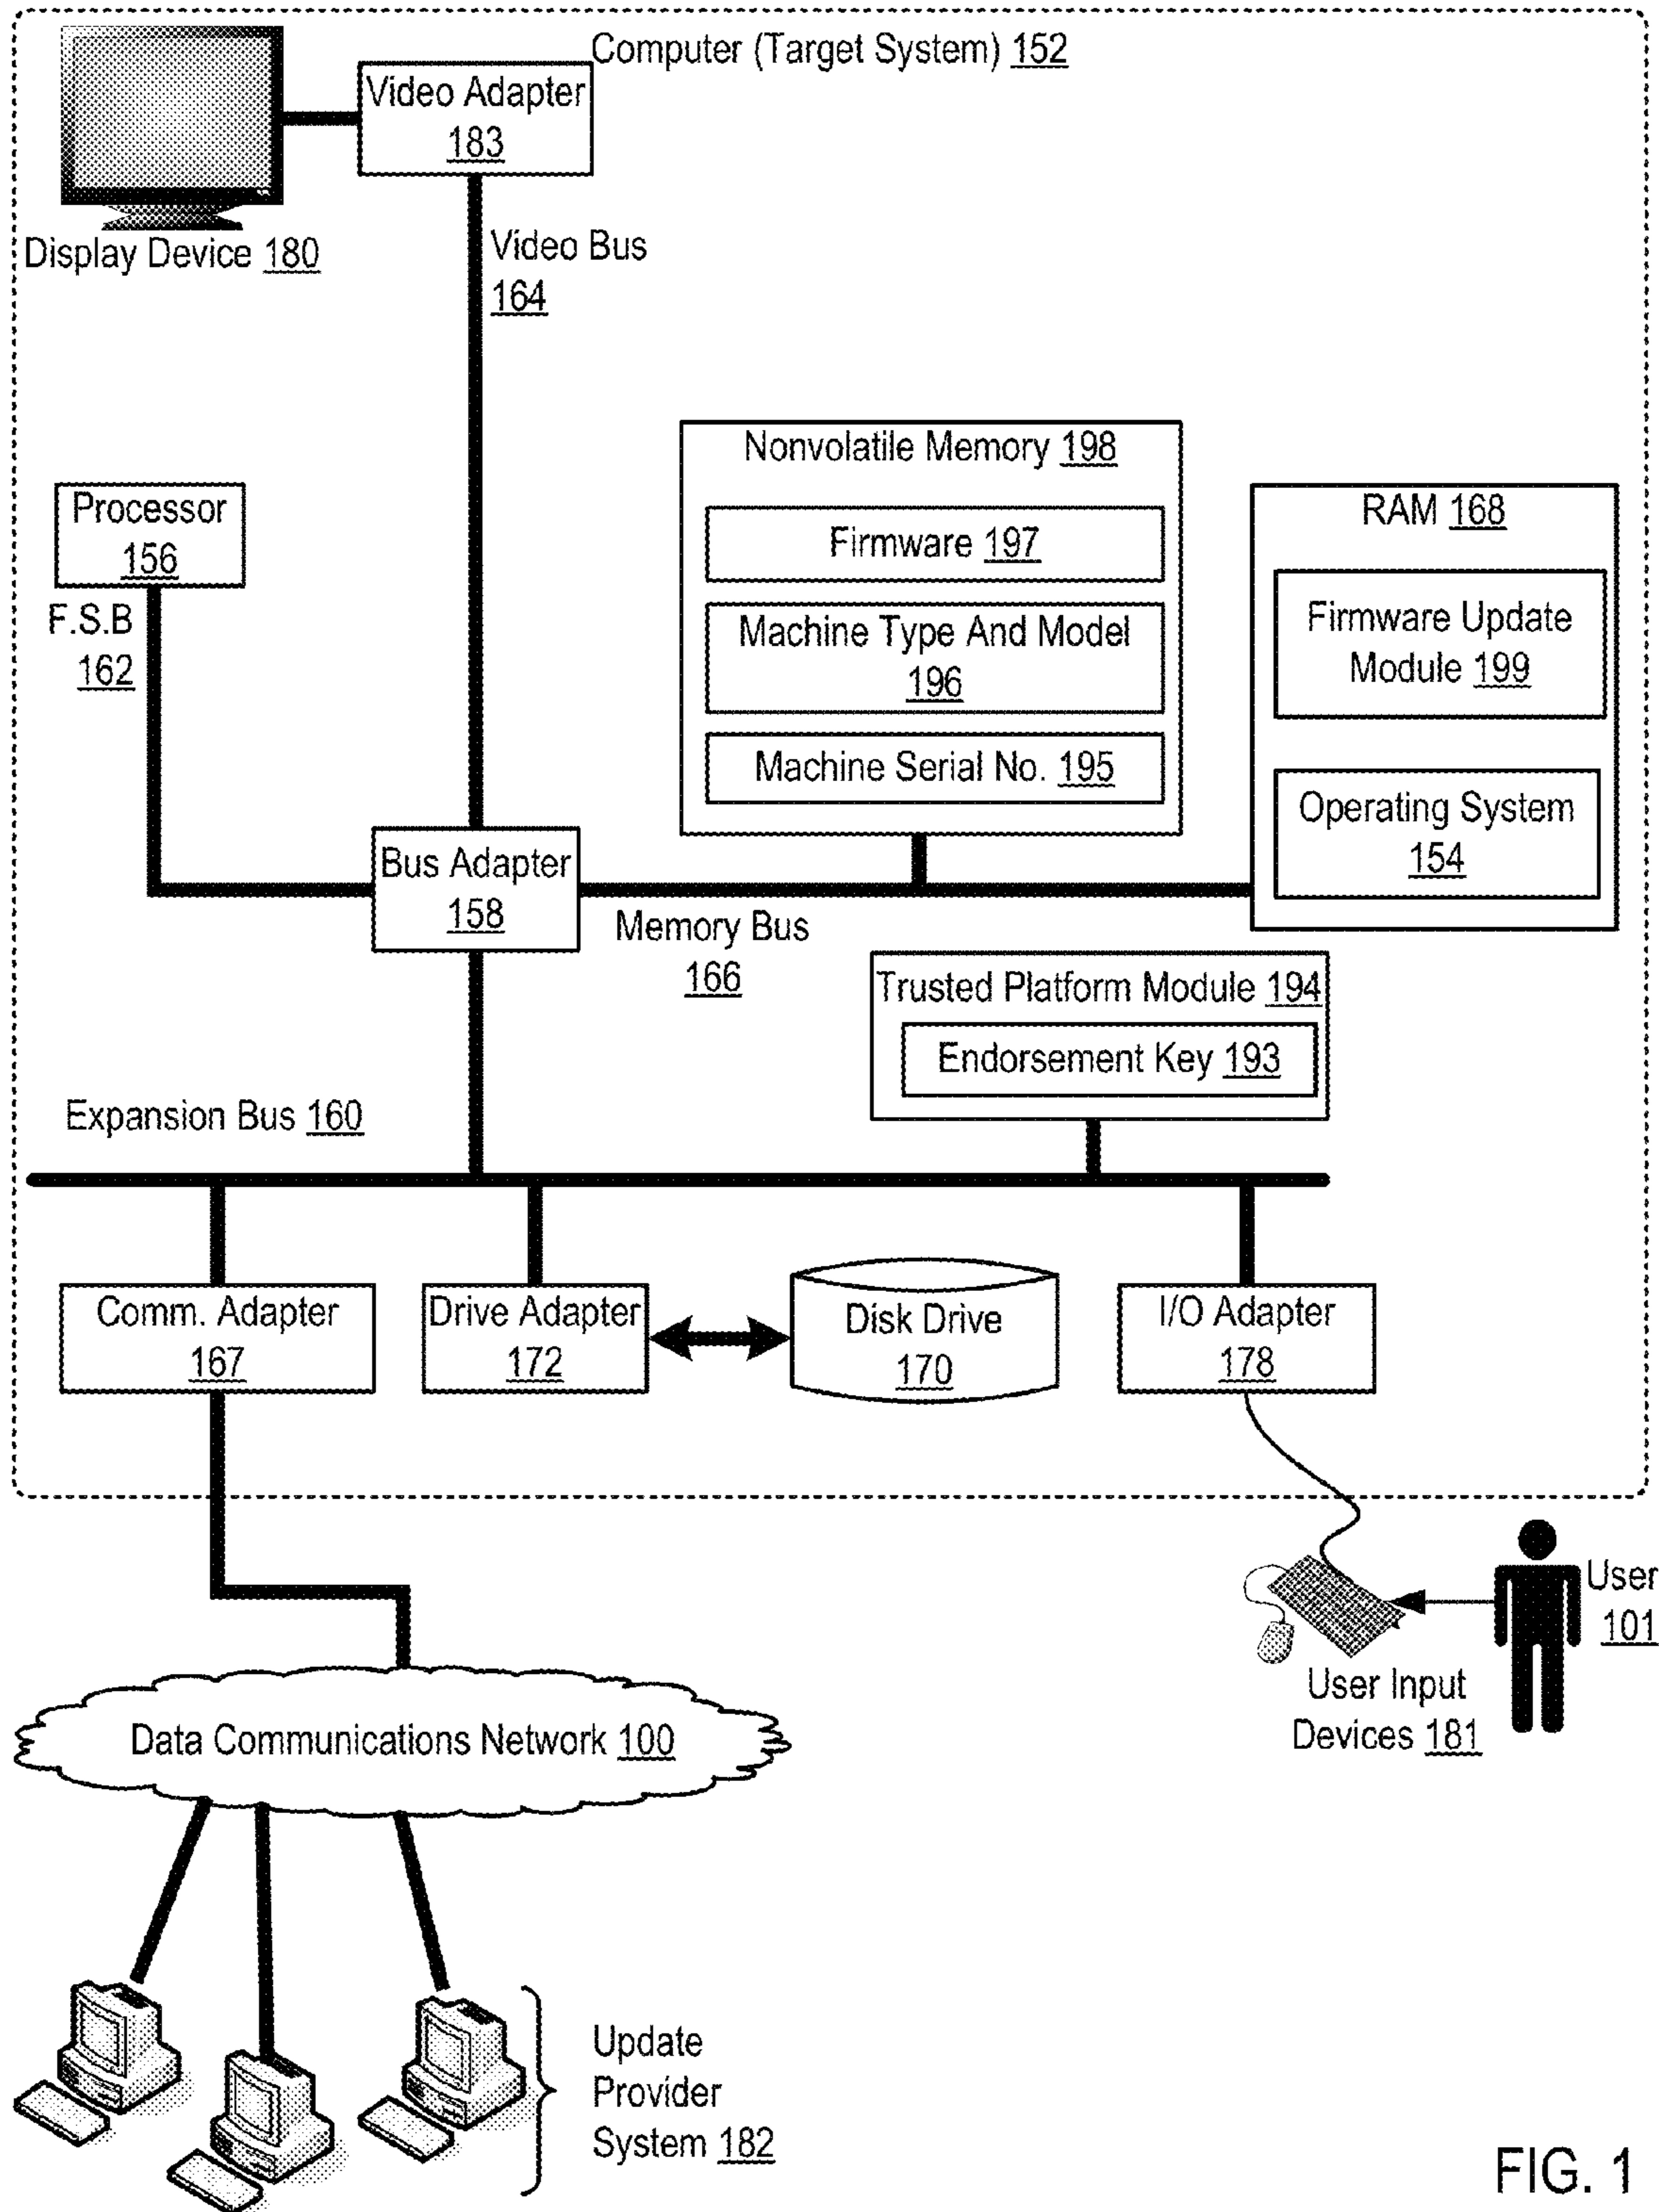 Computer (Target System) 152
Video Adapter
183
Display Device 180
Video Bus
164
Nonvolatile Memory 198
Firmware 197
Machine Type And Model
196
Machine Serial No. 195
RAM 168
Firmware Update
Module 199
Operating System
154
Processor
156
F.S.B
162
Bus Adapter
158
Memory Bus
166
Trusted Platform Module 194
Endorsement Key 193
Expansion Bus 160
Comm. Adapter
167
Drive Adapter
172
Disk Drive
170
I/O Adapter
178
User
101
User Input
Devices 181
Data Communications Network 100
Update
Provider
System 182
FIG. 1